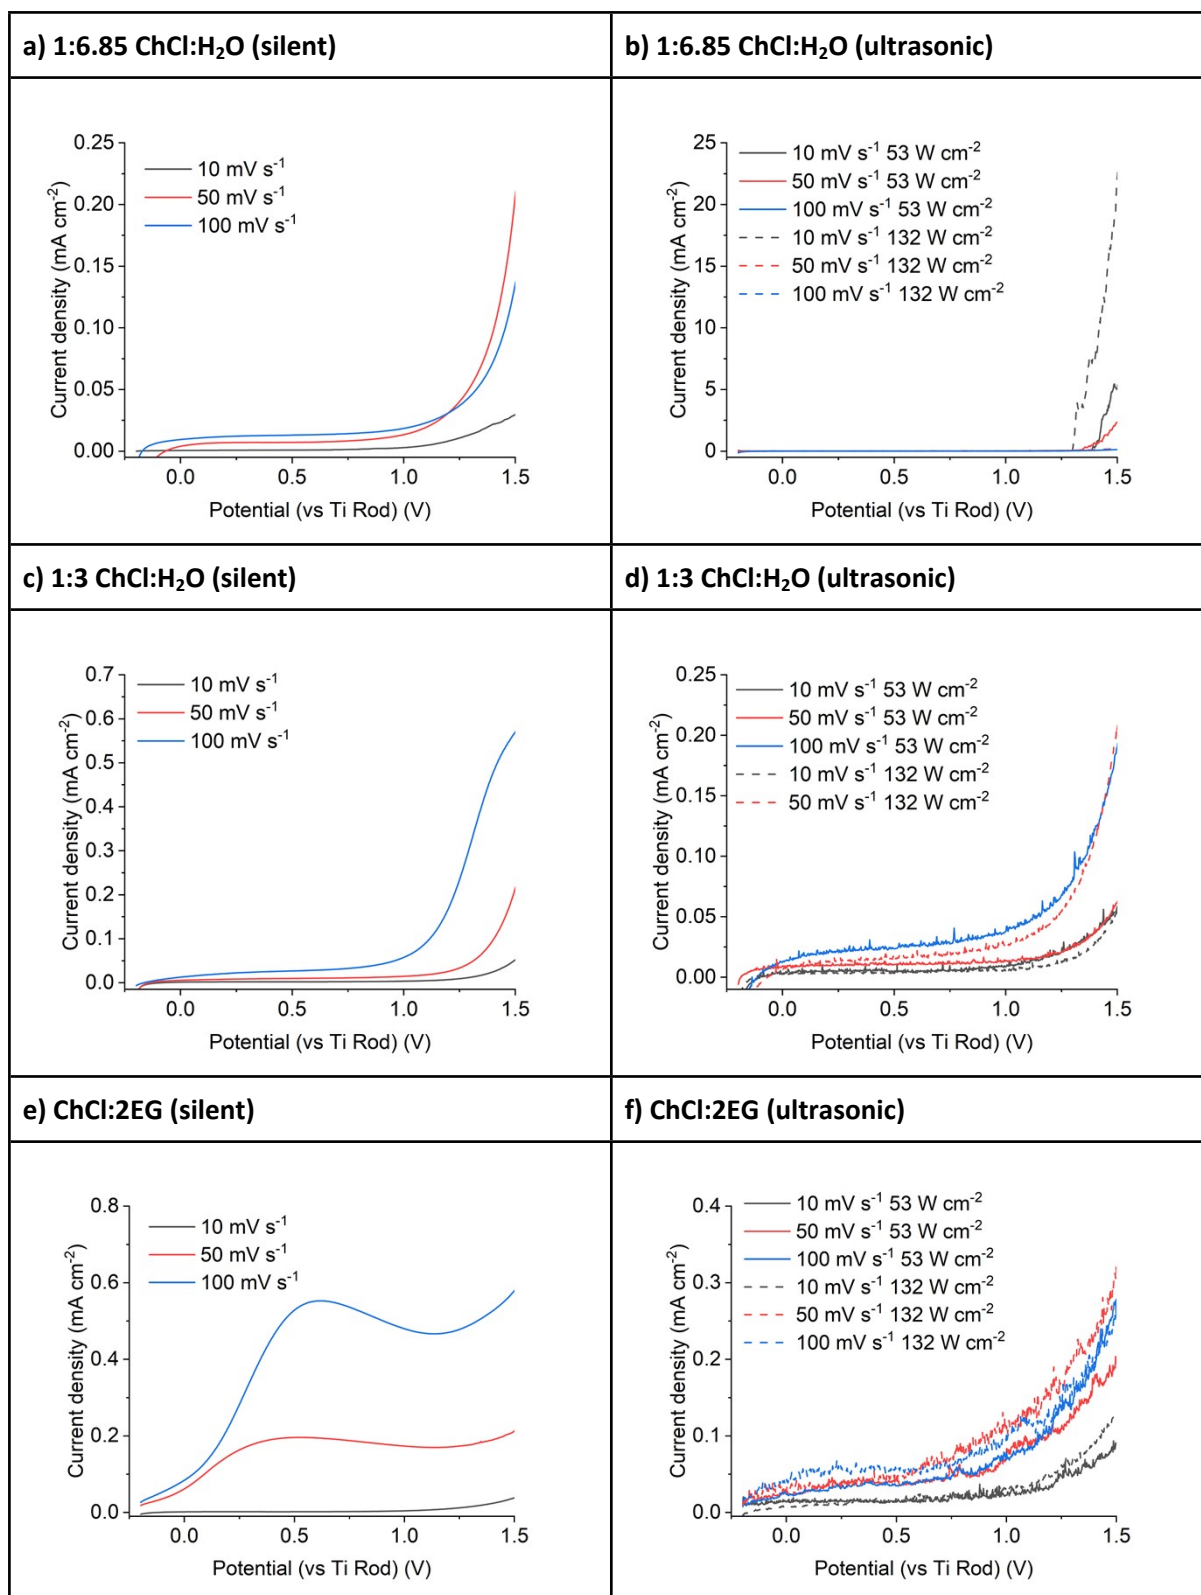 a) 1:6.85 ChCl:H₂O (silent)
b) 1:6.85 ChCl:H₂O (ultrasonic)
Current density (mA cm⁻²)
0.25
0.20
0.15
0.10
0.05
0.00
10 mV s⁻¹
50 mV s⁻¹
100 mV s⁻¹
0.0 0.5 1.0 1.5
Potential (vs Ti Rod) (V)
Current density (mA cm⁻²)
25
20
15
10
5
0
10 mV s⁻¹ 53 W cm⁻²
50 mV s⁻¹ 53 W cm⁻²
100 mV s⁻¹ 53 W cm⁻²
10 mV s⁻¹ 132 W cm⁻²
50 mV s⁻¹ 132 W cm⁻²
100 mV s⁻¹ 132 W cm⁻²
0.0 0.5 1.0 1.5
Potential (vs Ti Rod) (V)
c) 1:3 ChCl:H₂O (silent)
d) 1:3 ChCl:H₂O (ultrasonic)
Current density (mA cm⁻²)
0.7
0.6
0.5
0.4
0.3
0.2
0.1
0.0
10 mV s⁻¹
50 mV s⁻¹
100 mV s⁻¹
0.0 0.5 1.0 1.5
Potential (vs Ti Rod) (V)
Current density (mA cm⁻²)
0.25
0.20
0.15
0.10
0.05
0.00
10 mV s⁻¹ 53 W cm⁻²
50 mV s⁻¹ 53 W cm⁻²
100 mV s⁻¹ 53 W cm⁻²
10 mV s⁻¹ 132 W cm⁻²
50 mV s⁻¹ 132 W cm⁻²
0.0 0.5 1.0 1.5
Potential (vs Ti Rod) (V)
e) ChCl:2EG (silent)
f) ChCl:2EG (ultrasonic)
Current density (mA cm⁻²)
0.8
0.6
0.4
0.2
0.0
10 mV s⁻¹
50 mV s⁻¹
100 mV s⁻¹
0.0 0.5 1.0 1.5
Potential (vs Ti Rod) (V)
Current density (mA cm⁻²)
0.4
0.3
0.2
0.1
0.0
10 mV s⁻¹ 53 W cm⁻²
50 mV s⁻¹ 53 W cm⁻²
100 mV s⁻¹ 53 W cm⁻²
10 mV s⁻¹ 132 W cm⁻²
50 mV s⁻¹ 132 W cm⁻²
100 mV s⁻¹ 132 W cm⁻²
0.0 0.5 1.0 1.5
Potential (vs Ti Rod) (V)